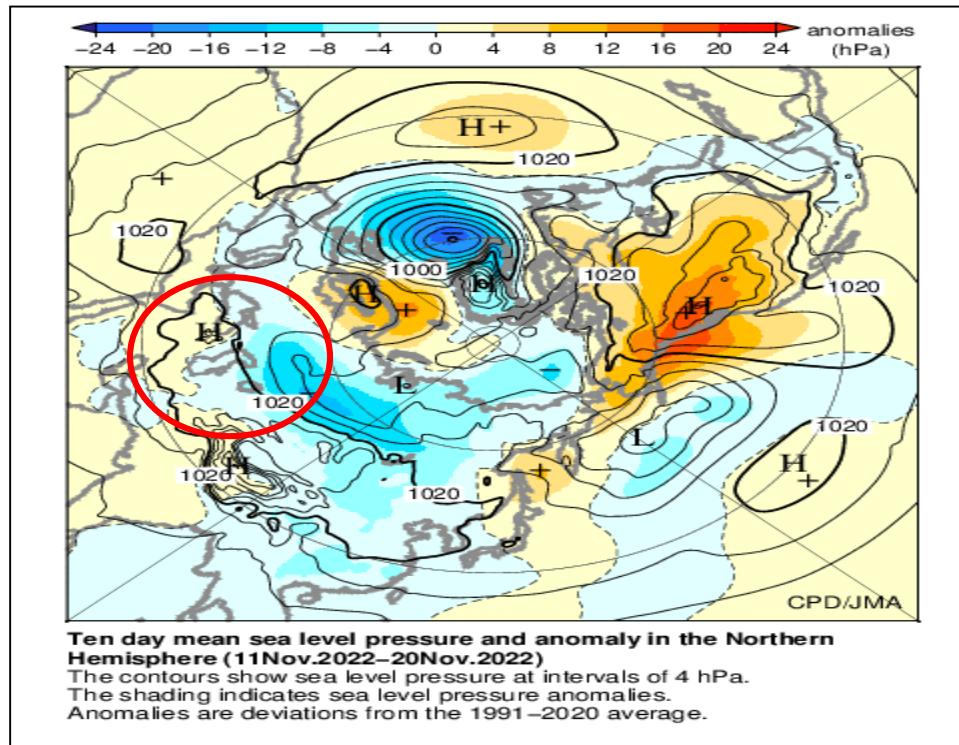 −24 −20 −16 −12 −8 −4 0 4 8 12 16 20 24 anomalies
(hPa)
H
1020
1020
1000
H
H
1020
H
1020
H
L
1020
1020
L
H
1020
H
1020
CPD/JMA
Ten day mean sea level pressure and anomaly in the Northern
Hemisphere (11Nov.2022−20Nov.2022)
The contours show sea level pressure at intervals of 4 hPa.
The shading indicates sea level pressure anomalies.
Anomalies are deviations from the 1991−2020 average.